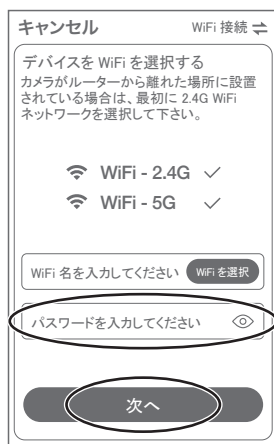 キャンセル WiFi 接続
デバイスを WiFi を選択する
カメラがルーターから離れた場所に設置
されている場合は、最初に 2.4G WiFi
ネットワークを選択して下さい。
WiFi - 2.4G
WiFi - 5G
WiFi 名を入力してください WiFi を選択
パスワードを入力してください
次へ